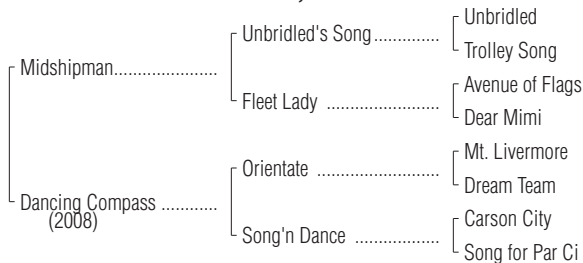 Unbridled
Unbridled's Song..............
Trolley Song
Midshipman......................
Avenue of Flags
Fleet Lady ........................
Dear Mimi
Mt. Livermore
Orientate ..........................
Dream Team
Dancing Compass ............
(2008)
Carson City
Song'n Dance ..................
Song for Par Ci